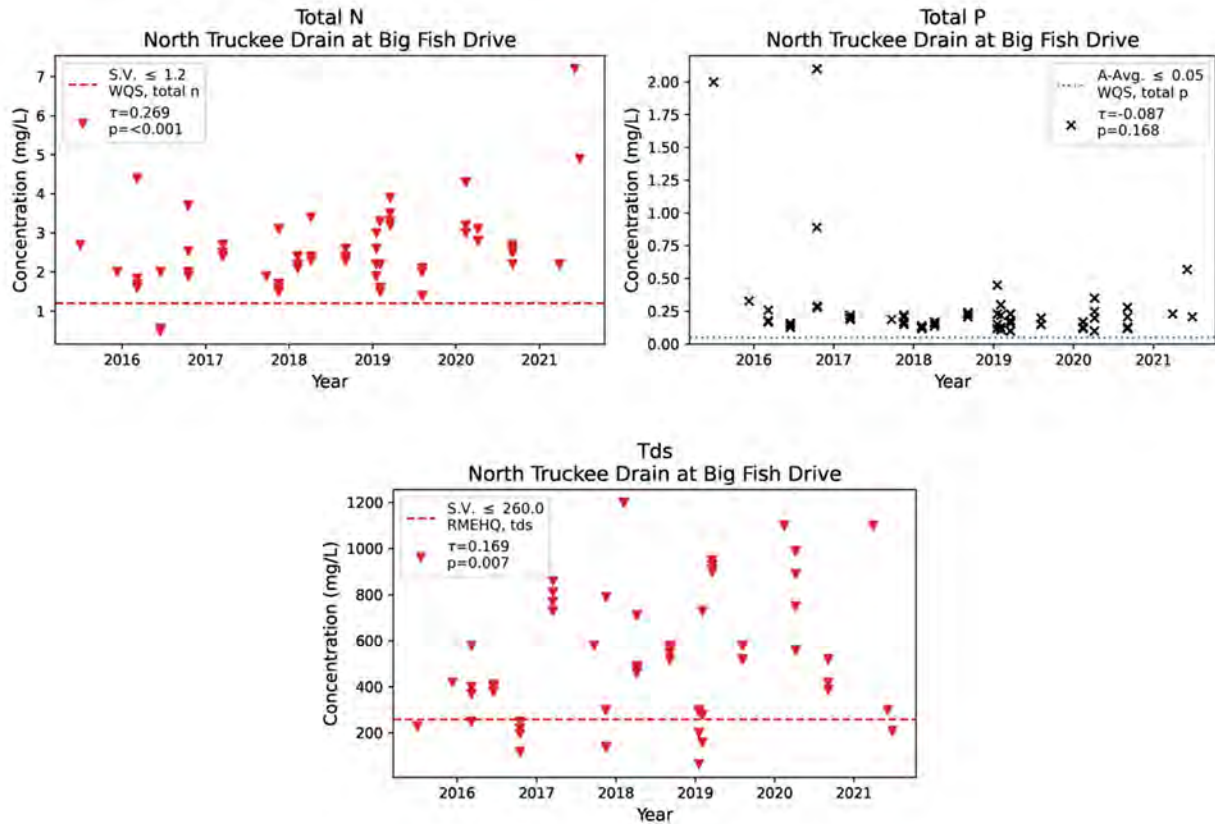 Total N
North Truckee Drain at Big Fish Drive
S.V. ≤ 1.2
WQS, total n
τ=0.269
p=<0.001
Concentration (mg/L)
7
6
5
4
3
2
1
2016 2017 2018 2019 2020 2021
Year
Total P
North Truckee Drain at Big Fish Drive
A-Avg. ≤ 0.05
WQS, total p
τ=-0.087
p=0.168
Concentration (mg/L)
2.00
1.75
1.50
1.25
1.00
0.75
0.50
0.25
0.00
2016 2017 2018 2019 2020 2021
Year
Tds
North Truckee Drain at Big Fish Drive
S.V. ≤ 260.0
RMEHQ, tds
τ=0.169
p=0.007
Concentration (mg/L)
1200
1000
800
600
400
200
2016 2017 2018 2019 2020 2021
Year